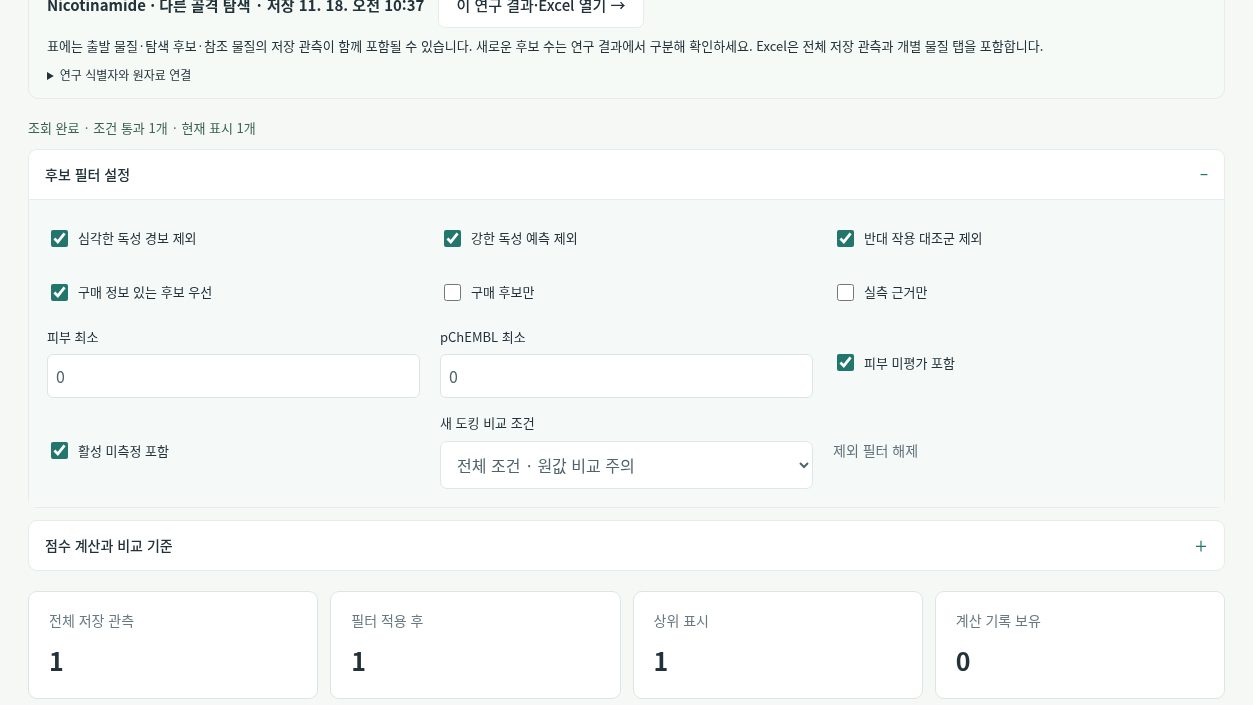 Nicotinamide · 다른 골격 탐색 · 저장 11. 18. 오전 10:37
이 연구 결과·Excel 열기 →
표에는 출발 물질·탐색 후보·참조 물질의 저장 관측이 함께 포함될 수 있습니다. 새로운 후보 수는 연구 결과에서 구분해 확인하세요. Excel은 전체 저장 관측과 개별 물질 탭을 포함합니다.
▶ 연구 식별자와 원자료 연결
조회 완료 · 조건 통과 1개 · 현재 표시 1개
후보 필터 설정 −
심각한 독성 경보 제외
강한 독성 예측 제외
반대 작용 대조군 제외
구매 정보 있는 후보 우선
구매 후보만
실측 근거만
피부 최소
0
pChEMBL 최소
0
피부 미평가 포함
활성 미측정 포함
새 도킹 비교 조건
전체 조건 · 원값 비교 주의
제외 필터 해제
점수 계산과 비교 기준 +
전체 저장 관측
1
필터 적용 후
1
상위 표시
1
계산 기록 보유
0